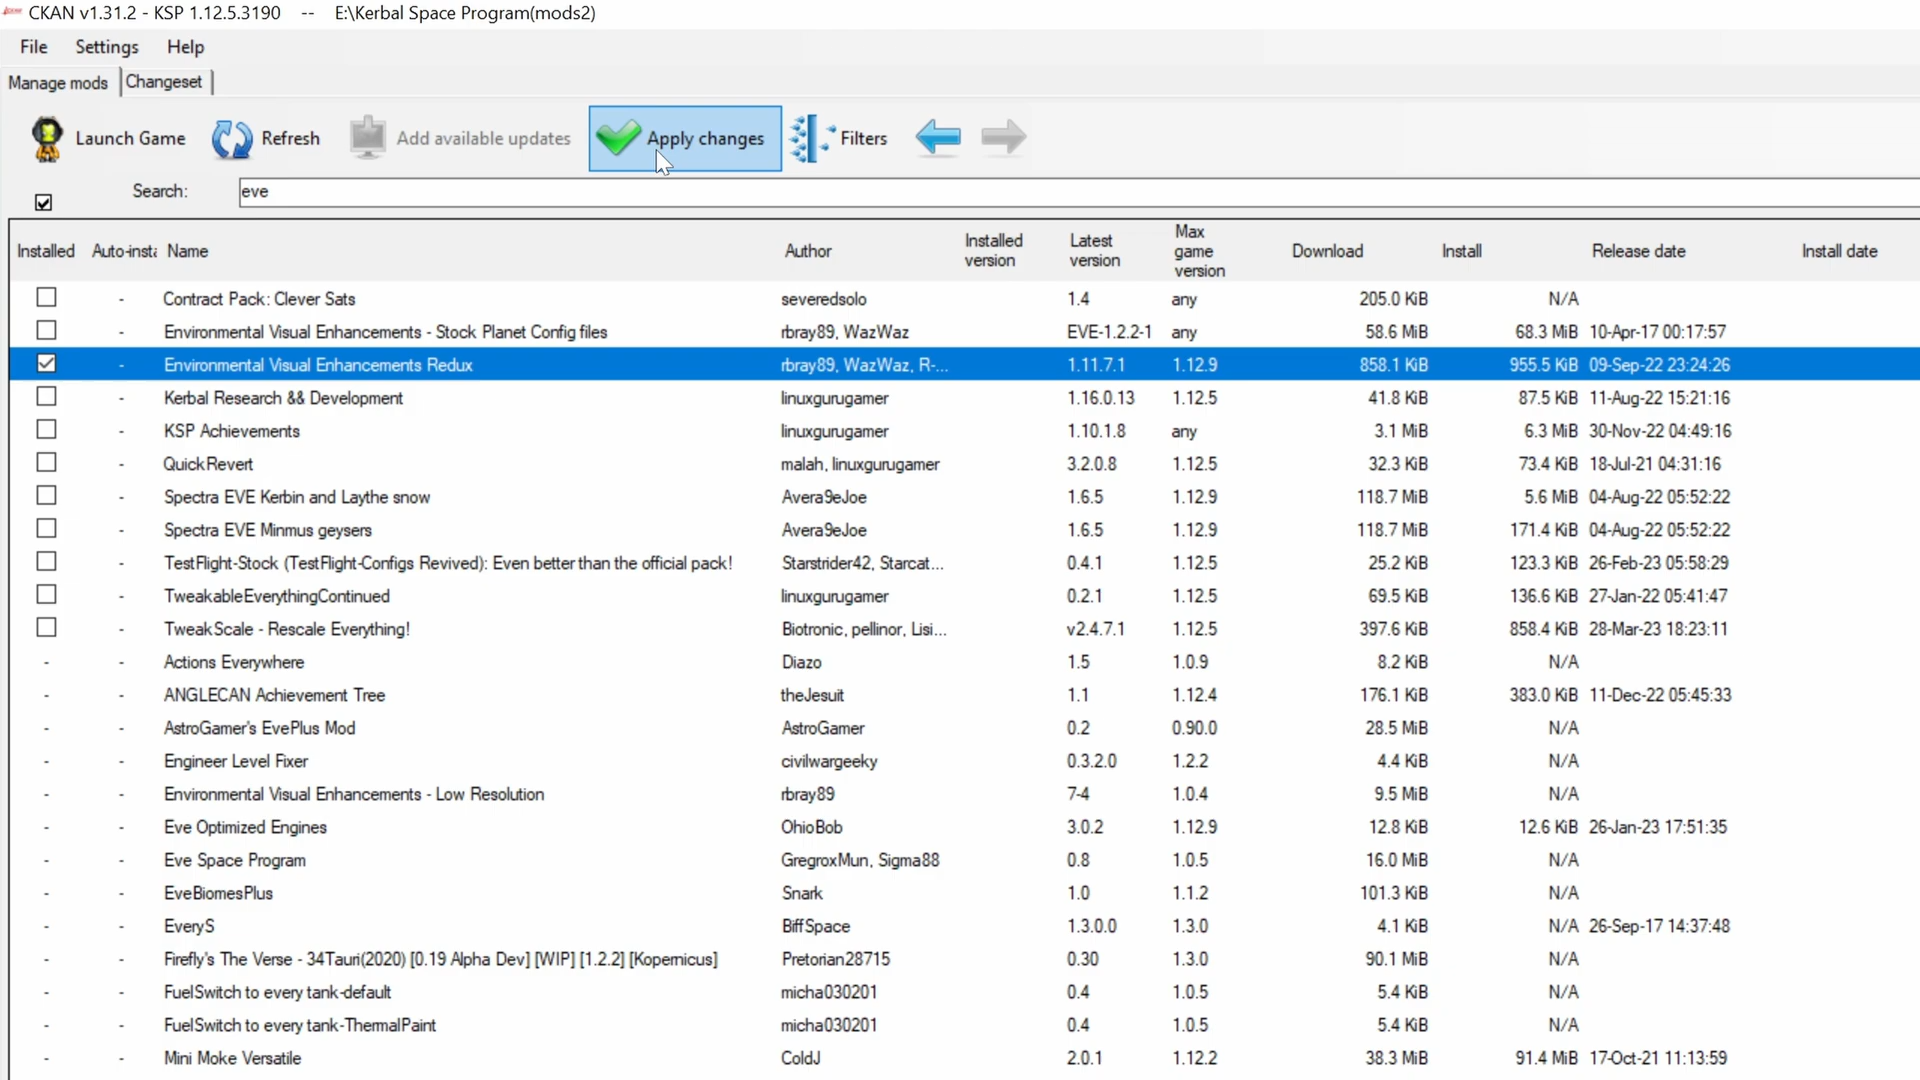 CKAN v1.31.2 - KSP 1.12.5.3190 -- E:\Kerbal Space Program(mods2)
File Settings Help
Manage mods Changeset
Launch Game Refresh Add available updates Apply changes Filters
Search: eve
Installed Auto-insta Name Author Installed version Latest version Max game version Download Install Release date Install date
Contract Pack: Clever Sats severedsolo 1.4 any 205.0 KiB N/A
Environmental Visual Enhancements - Stock Planet Config files rbray89, WazWaz EVE-1.2.2-1 any 58.6 MiB 68.3 MiB 10-Apr-17 00:17:57
Environmental Visual Enhancements Redux rbray89, WazWaz, R-... 1.11.7.1 1.12.9 858.1 KiB 955.5 KiB 09-Sep-22 23:24:26
- Kerbal Research && Development linuxgurugamer 1.16.0.13 1.12.5 41.8 KiB 87.5 KiB 11-Aug-22 15:21:16
- KSP Achievements linuxgurugamer 1.10.1.8 any 3.1 MiB 6.3 MiB 30-Nov-22 04:49:16
- QuickRevert malah, linuxgurugamer 3.2.0.8 1.12.5 32.3 KiB 73.4 KiB 18-Jul-21 04:31:16
- Spectra EVE Kerbin and Laythe snow Avera9eJoe 1.6.5 1.12.9 118.7 MiB 5.6 MiB 04-Aug-22 05:52:22
- Spectra EVE Minmus geysers Avera9eJoe 1.6.5 1.12.9 118.7 MiB 171.4 KiB 04-Aug-22 05:52:22
- TestFlight-Stock (TestFlight-Configs Revived): Even better than the official pack! Starstrider42, Starcat... 0.4.1 1.12.5 25.2 KiB 123.3 KiB 26-Feb-23 05:58:29
- TweakableEverythingContinued linuxgurugamer 0.2.1 1.12.5 69.5 KiB 136.6 KiB 27-Jan-22 05:41:47
- TweakScale - Rescale Everything! Biotronic, pellinor, Lisi... v2.4.7.1 1.12.5 397.6 KiB 858.4 KiB 28-Mar-23 18:23:11
- - Actions Everywhere Diazo 1.5 1.0.9 8.2 KiB N/A
- - ANGLECAN Achievement Tree theJesuit 1.1 1.12.4 176.1 KiB 383.0 KiB 11-Dec-22 05:45:33
- - AstroGamer's EvePlus Mod AstroGamer 0.2 0.90.0 28.5 MiB N/A
- - Engineer Level Fixer civilwargeeky 0.3.2.0 1.2.2 4.4 KiB N/A
- - Environmental Visual Enhancements - Low Resolution rbray89 7-4 1.0.4 9.5 MiB N/A
- - Eve Optimized Engines OhioBob 3.0.2 1.12.9 12.8 KiB 12.6 KiB 26-Jan-23 17:51:35
- - Eve Space Program GregroxMun, Sigma88 0.8 1.0.5 16.0 MiB N/A
- - EveBiomesPlus Snark 1.0 1.1.2 101.3 KiB N/A
- - EveryS BiffSpace 1.3.0.0 1.3.0 4.1 KiB N/A 26-Sep-17 14:37:48
- - Firefly's The Verse - 34Tauri(2020) [0.19 Alpha Dev] [WIP] [1.2.2] [Kopernicus] Pretorian28715 0.30 1.3.0 90.1 MiB N/A
- - FuelSwitch to every tank-default micha030201 0.4 1.0.5 5.4 KiB N/A
- - FuelSwitch to every tank-ThermalPaint micha030201 0.4 1.0.5 5.4 KiB N/A
- - Mini Moke Versatile ColdJ 2.0.1 1.12.2 38.3 MiB 91.4 MiB 17-Oct-21 11:13:59